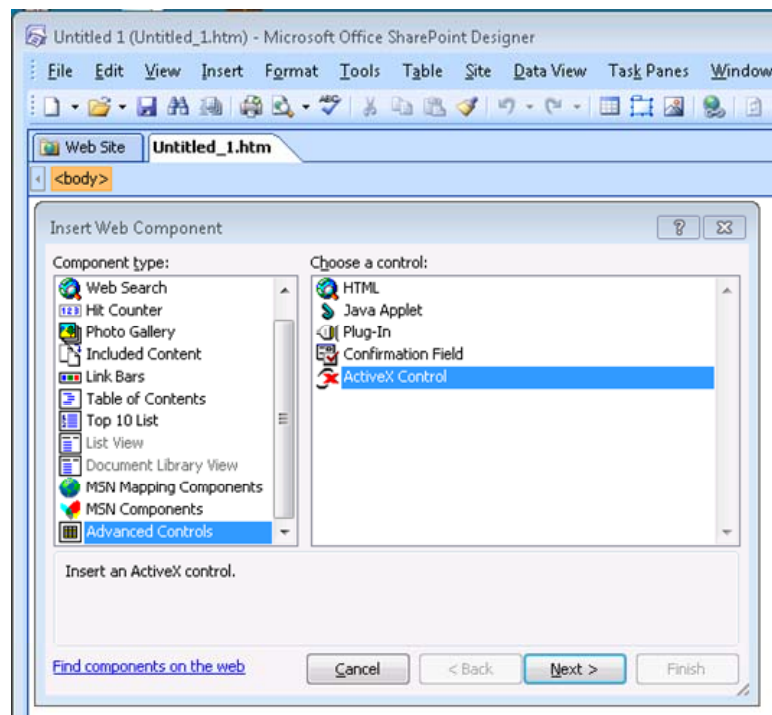 Untitled 1 (Untitled_1.htm) - Microsoft Office SharePoint Designer
File Edit View Insert Format Tools Table Site Data View Task Panes Window
ABC
Web Site Untitled_1.htm
<body>
Insert Web Component
Component type:
Web Search
123 Hit Counter
Photo Gallery
Included Content
Link Bars
Table of Contents
Top 10 List
List View
Document Library View
MSN Mapping Components
MSN Components
Advanced Controls
Choose a control:
HTML
Java Applet
Plug-In
Confirmation Field
ActiveX Control
Insert an ActiveX control.
Find components on the web
Cancel
< Back
Next >
Finish